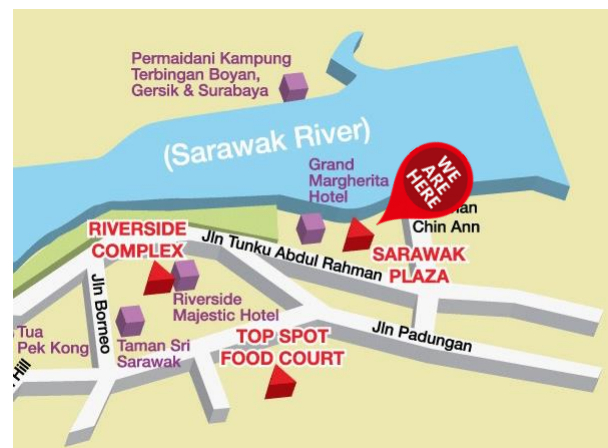 Permaidani Kampung
Terbingan Boyan,
Gersik & Surabaya
(Sarawak River)
Grand
Margherita
Hotel
WE
ARE
HERE
Chin Ann
RIVERSIDE
COMPLEX
Jln Tunku Abdul Rahman
SARAWAK
PLAZA
Jln Borneo
Riverside
Majestic Hotel
Tua
Pek Kong
Taman Sri
Sarawak
TOP SPOT
FOOD COURT
Jln Padungan
Hill